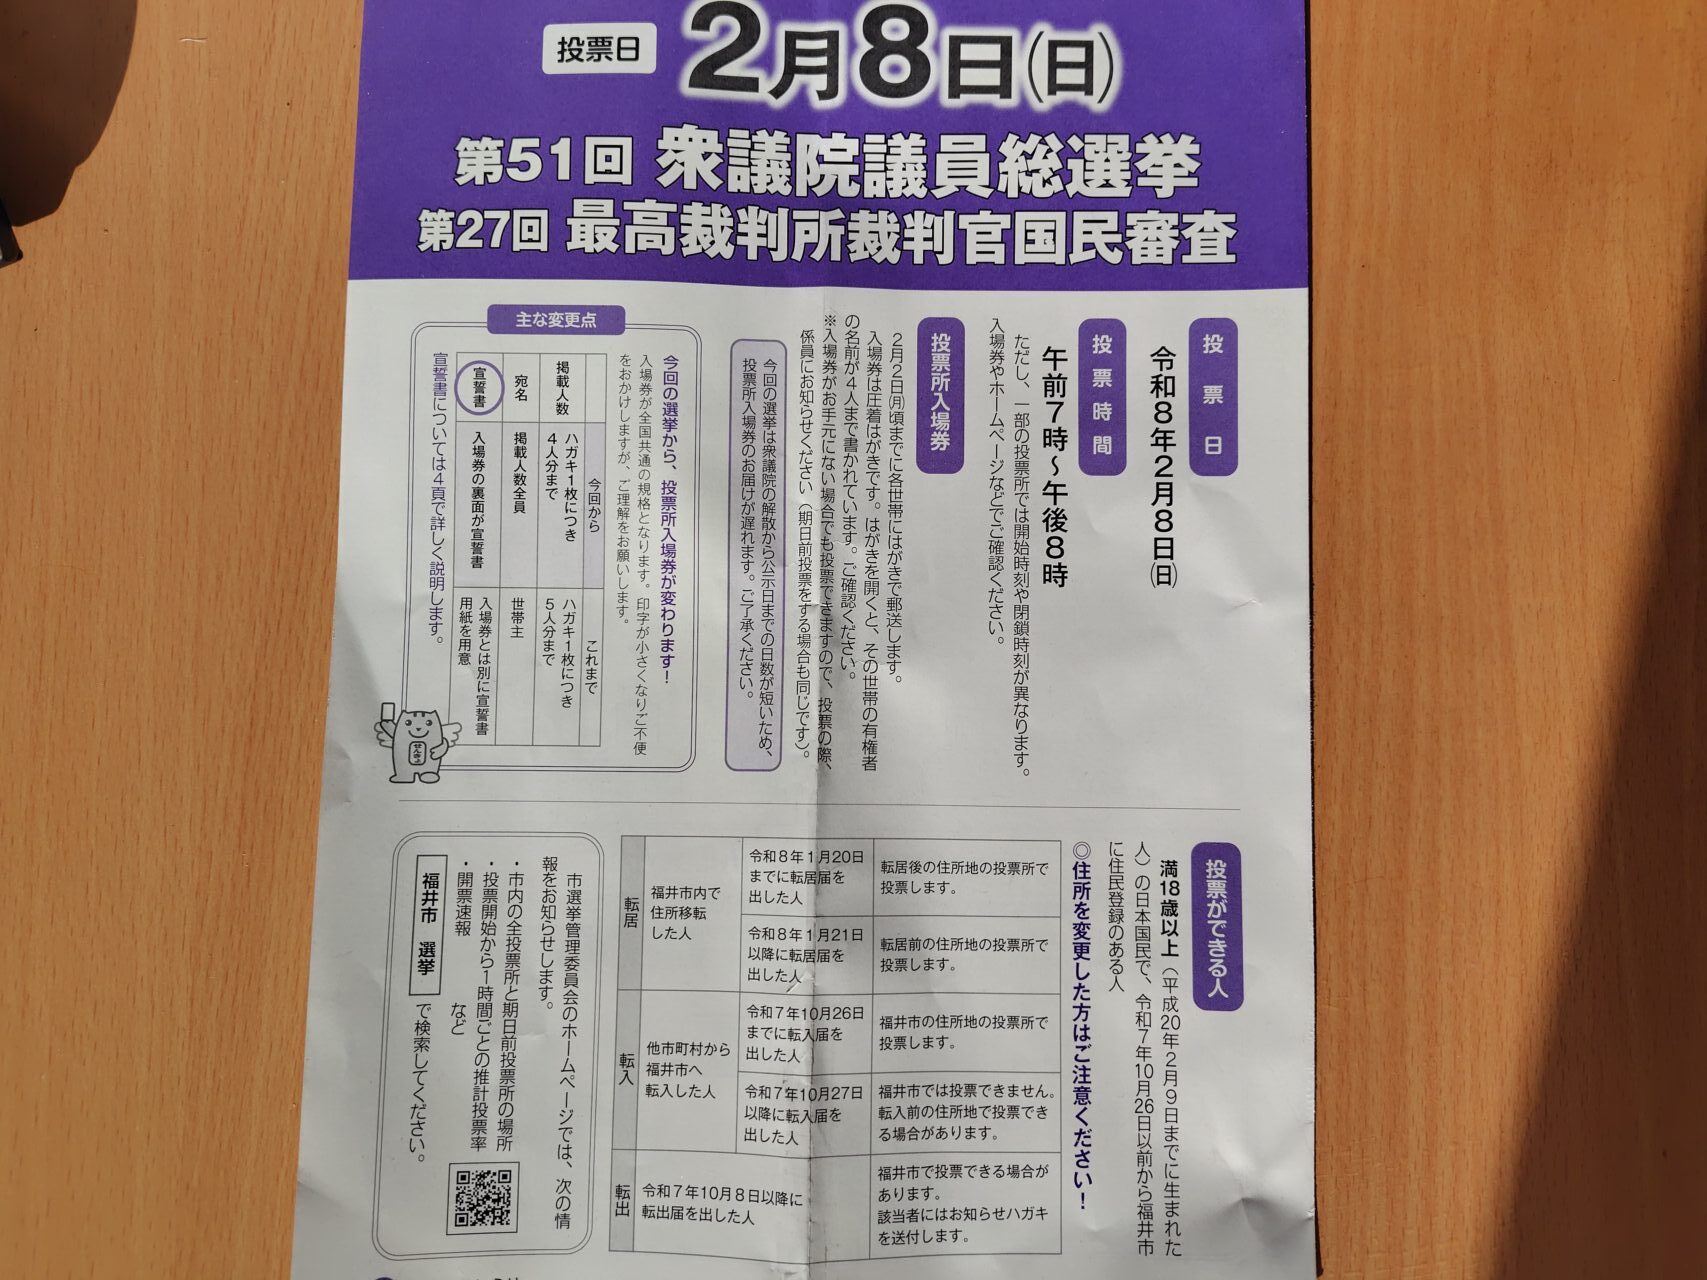 投票日 2月8日(日)
第51回 衆議院議員総選挙
第27回 最高裁判所裁判官国民審査
投票日
令和8年2月8日(日)
投票時間
午前7時～午後8時
ただし、一部の投票所では開始時刻や閉鎖時刻が異なります。
入場券やホームページなどでご確認ください。
投票所入場券
2月2日(月)頃までに各世帯にはがきで郵送します。
入場券は圧着はがきです。はがきを開くと、その世帯の有権者
の名前が4人まで書かれています。ご確認ください。
※入場券がお手元にない場合でも投票できますので、投票の際、
係員にお知らせください（期日前投票をする場合も同じです）。
今回の選挙は衆議院の解散から公示日までの日数が短いため、
投票所入場券のお届けが遅れます。ご了承ください。
主な変更点
今回の選挙から、投票所入場券が変わります！
入場券が全国共通の規格となります。印字が小さくなりご不便
をおかけしますが、ご理解をお願いします。
今回から
これまで
掲載人数
ハガキ1枚につき
4人分まで
ハガキ1枚につき
5人分まで
宛名
掲載人数全員
世帯主
宣誓書
入場券の裏面が宣誓書
入場券とは別に宣誓書
用紙を用意
宣誓書については4頁で詳しく説明します。
投票ができる人
満18歳以上（平成20年2月9日までに生まれた
人）の日本国民で、令和7年10月26日以前から福井市
に住民登録のある人
◎住所を変更した方はご注意ください！
転居
福井市内で
住所移転
した人
令和8年1月20日
までに転居届を
出した人
転居後の住所地の投票所で
投票します。
令和8年1月21日
以降に転居届を
出した人
転居前の住所地の投票所で
投票します。
転入
他市町村から
福井市へ
転入した人
令和7年10月26日
までに転入届を
出した人
福井市の住所地の投票所で
投票します。
令和7年10月27日
以降に転入届を
出した人
福井市では投票できません。
転入前の住所地で投票でき
る場合があります。
転出
令和7年10月8日以降に
転出届を出した人
福井市で投票できる場合が
あります。
該当者にはお知らせハガキ
を送付します。
市選挙管理委員会のホームページでは、次の情
報をお知らせします。
・市内の全投票所と期日前投票所の場所
・投票開始から1時間ごとの推計投票率
・開票速報　など
福井市　選挙　で検索してください。